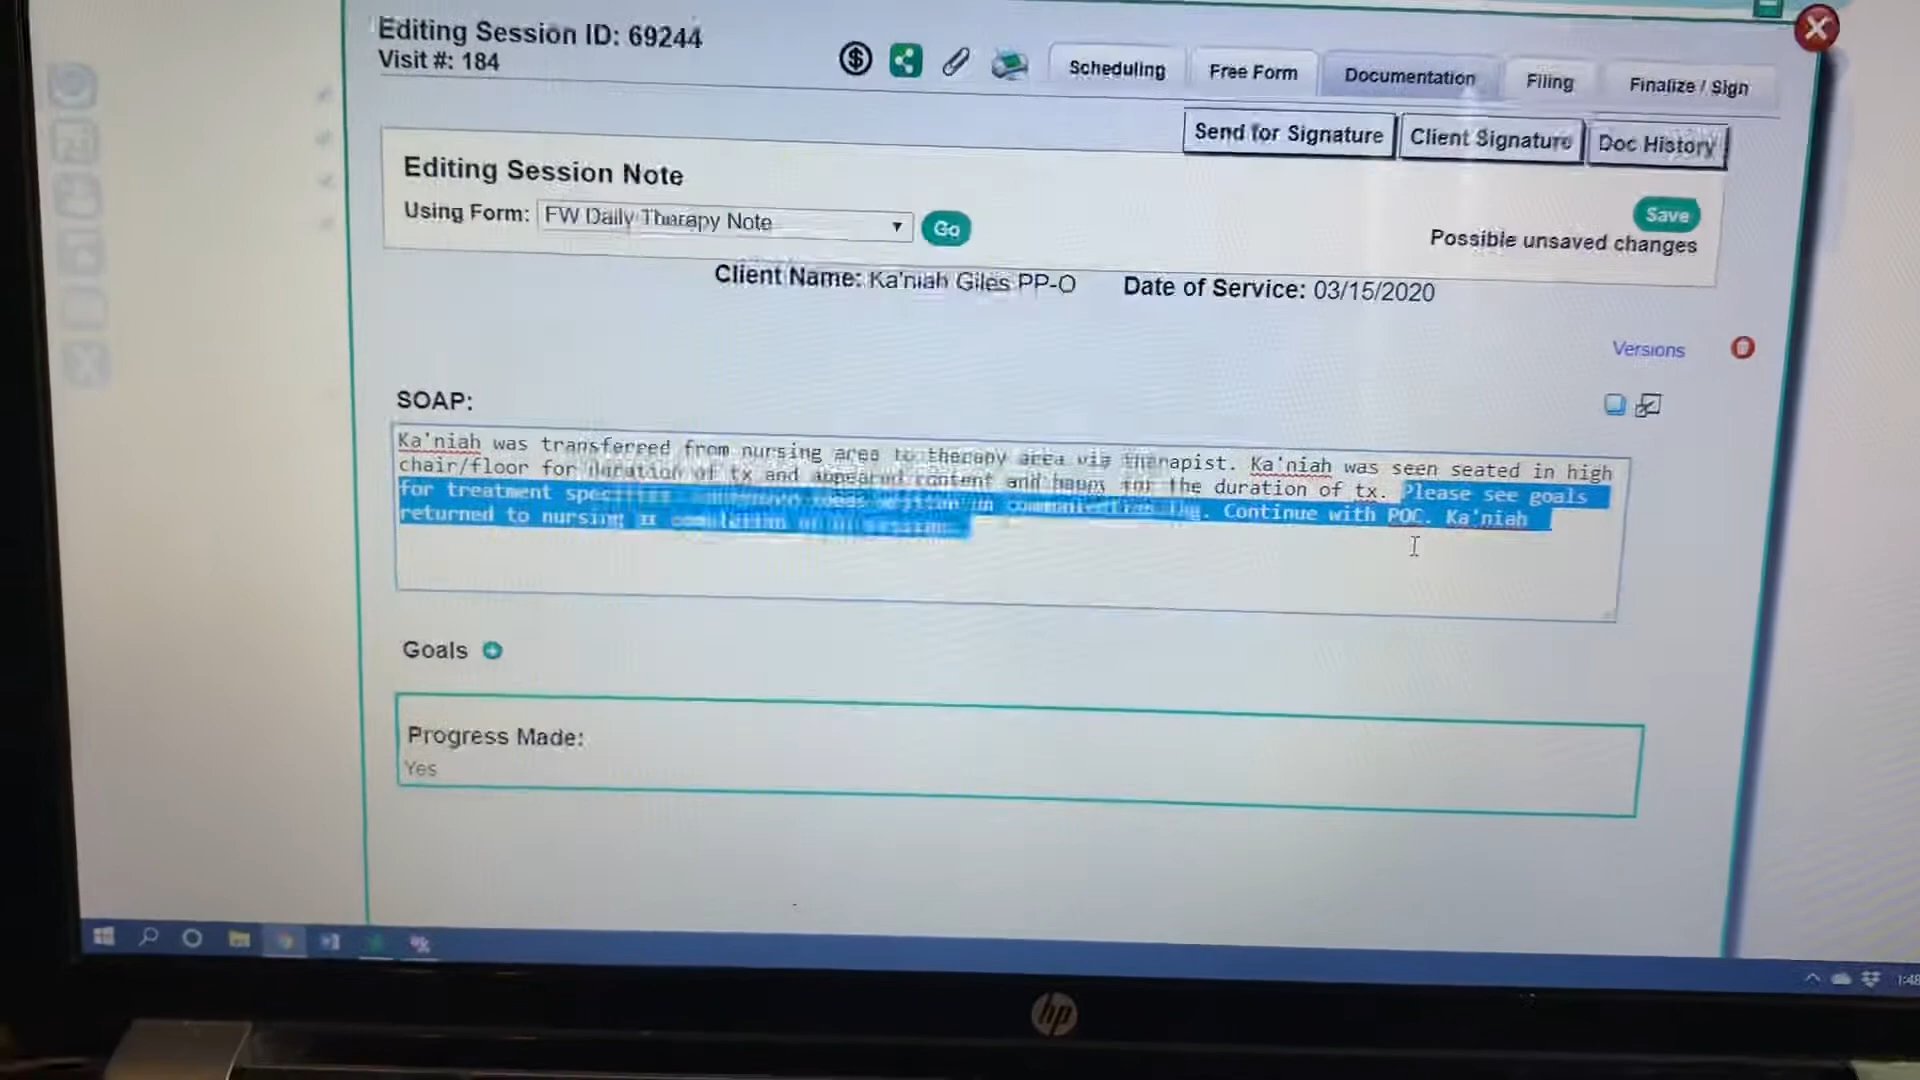 Editing Session ID: 69244
Visit #: 184
Scheduling
Free Form
Documentation
Filing
Finalize / Sign
Send for Signature
Client Signature
Doc History
Editing Session Note
Using Form: FW Daily Therapy Note
Go
Save
Possible unsaved changes
Client Name: Ka'niah Giles PP-O Date of Service: 03/15/2020
Versions
SOAP:
Ka'niah was transferred from nursing area to therapy area via therapist. Ka'niah was seen seated in high
chair/floor for duration of tx and appeared content and happy for the duration of tx. Please see goals
for treatment in communication log. Continue with POC. Ka'niah
returned to nursing completion of
Goals
Progress Made:
Yes
hp
1:48